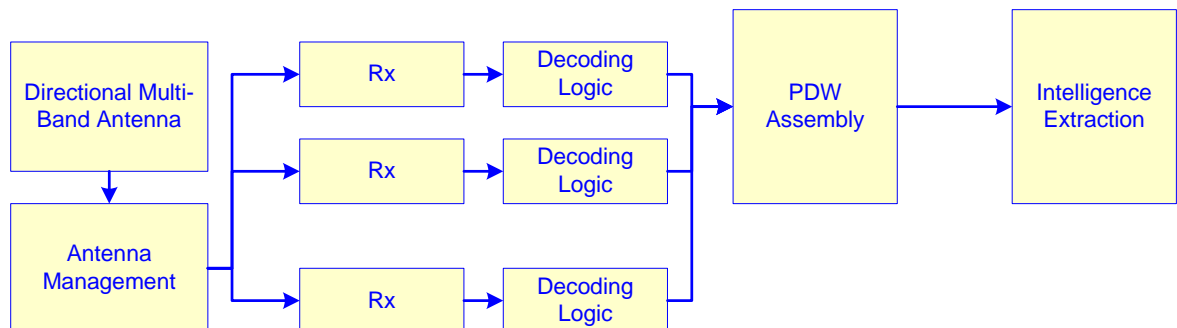 Directional Multi-
Band Antenna
Antenna
Management
Rx
Decoding
Logic
Rx
Decoding
Logic
Rx
Decoding
Logic
PDW
Assembly
Intelligence
Extraction